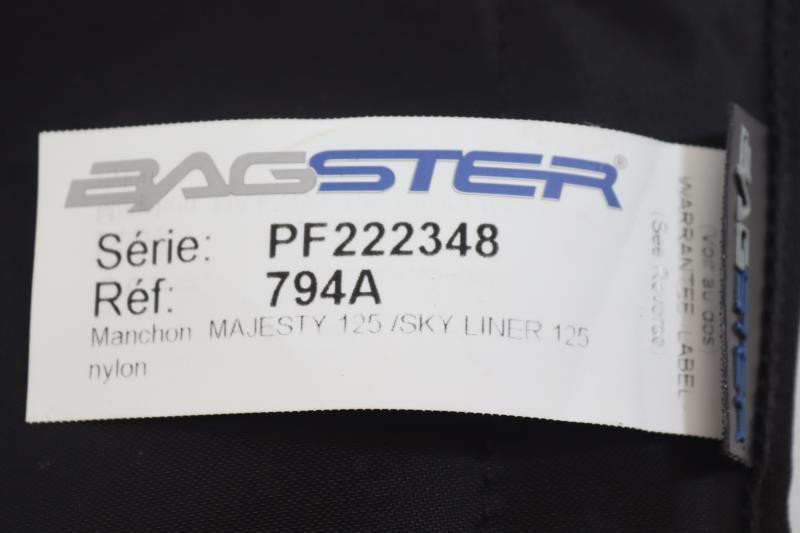 BAGSTER®
Série: PF222348
Réf: 794A
Manchon MAJESTY 125 /SKY LINER 125
nylon
(voir au dos)
WARRANTEE LABEL
(See Reverse)
BAGSTER